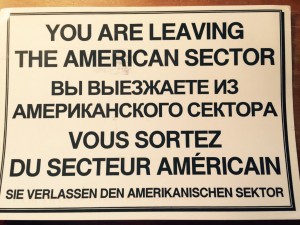 YOU ARE LEAVING
THE AMERICAN SECTOR
ВЫ ВЫЕЗЖАЕТЕ ИЗ
АМЕРИКАНСКОГО СЕКТОРА
VOUS SORTEZ
DU SECTEUR AMÉRICAIN
SIE VERLASSEN DEN AMERIKANISCHEN SEKTOR